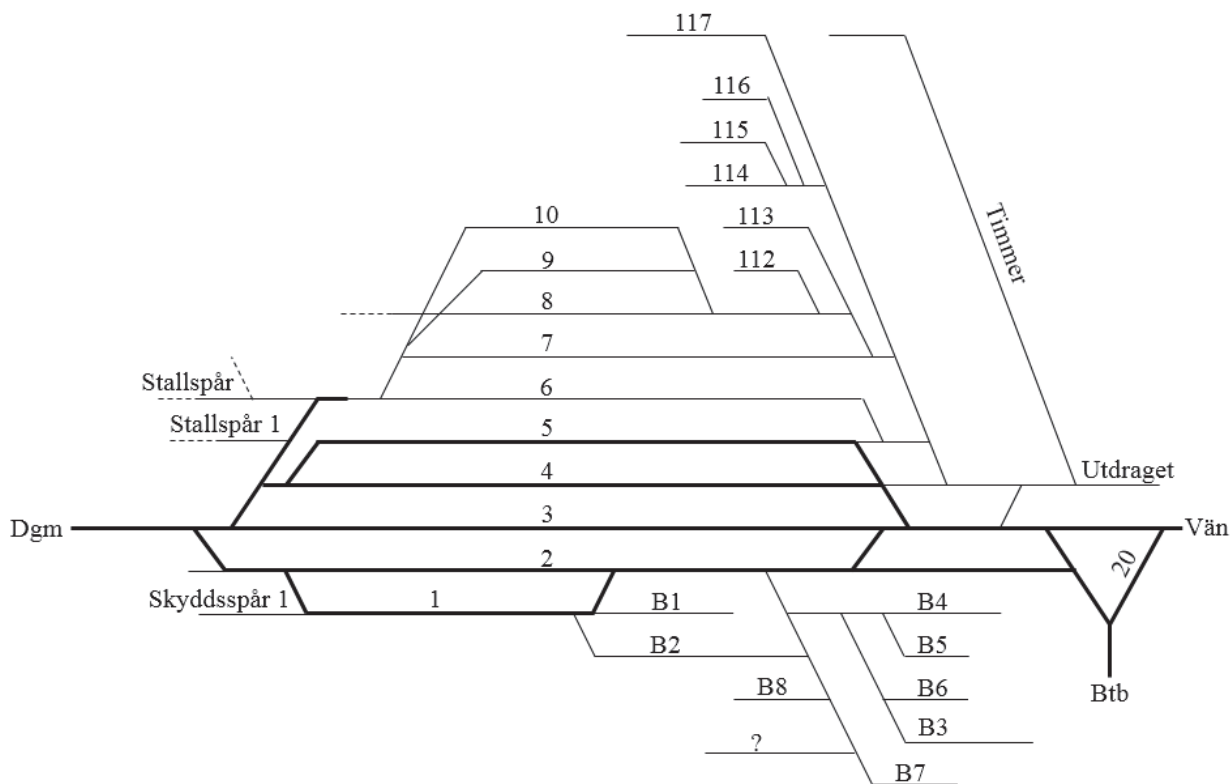 117
116
115
114
10
113
9
112
Timmer
8
7
Stallspår
6
Stallspår 1
5
4
Utdraget
Dgm
3
Vän
2
20
Skyddsspår 1
1
B1
B4
B2
B5
B8
B6
Btb
?
B3
B7